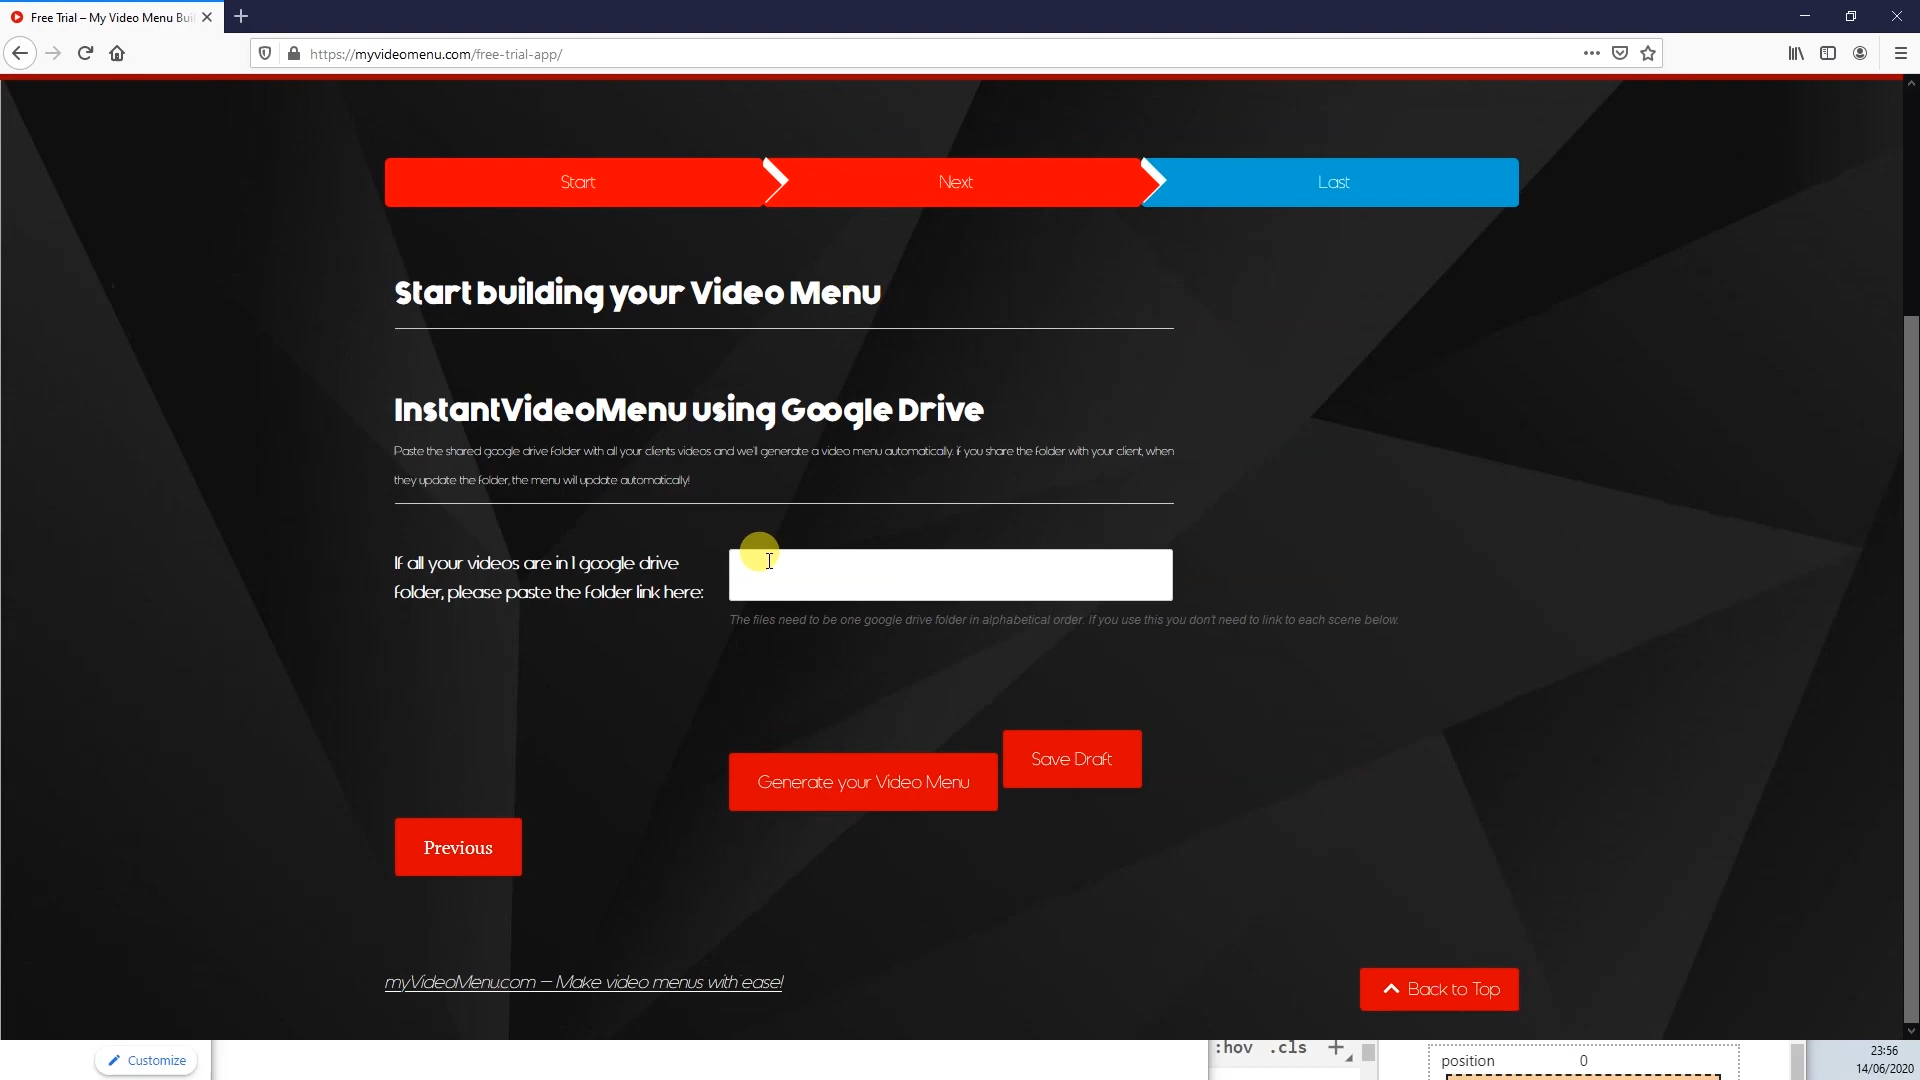 Free Trial – My Video Menu Buil
https://myvideomenu.com/free-trial-app/
Start
Next
Last
Start building your Video Menu
InstantVideoMenu using Google Drive
Paste the shared google drive folder with all your clients videos and we'll generate a video menu automatically. if you share the folder with your client, when
they update the folder, the menu will update automatically!
If all your videos are in 1 google drive
folder, please paste the folder link here:
The files need to be one google drive folder in alphabetical order. If you use this you don't need to link to each scene below.
Save Draft
Generate your Video Menu
Previous
myVideoMenu.com – Make video menus with ease!
Back to Top
Customize
:hov .cls +
position 0
23:56
14/06/2020